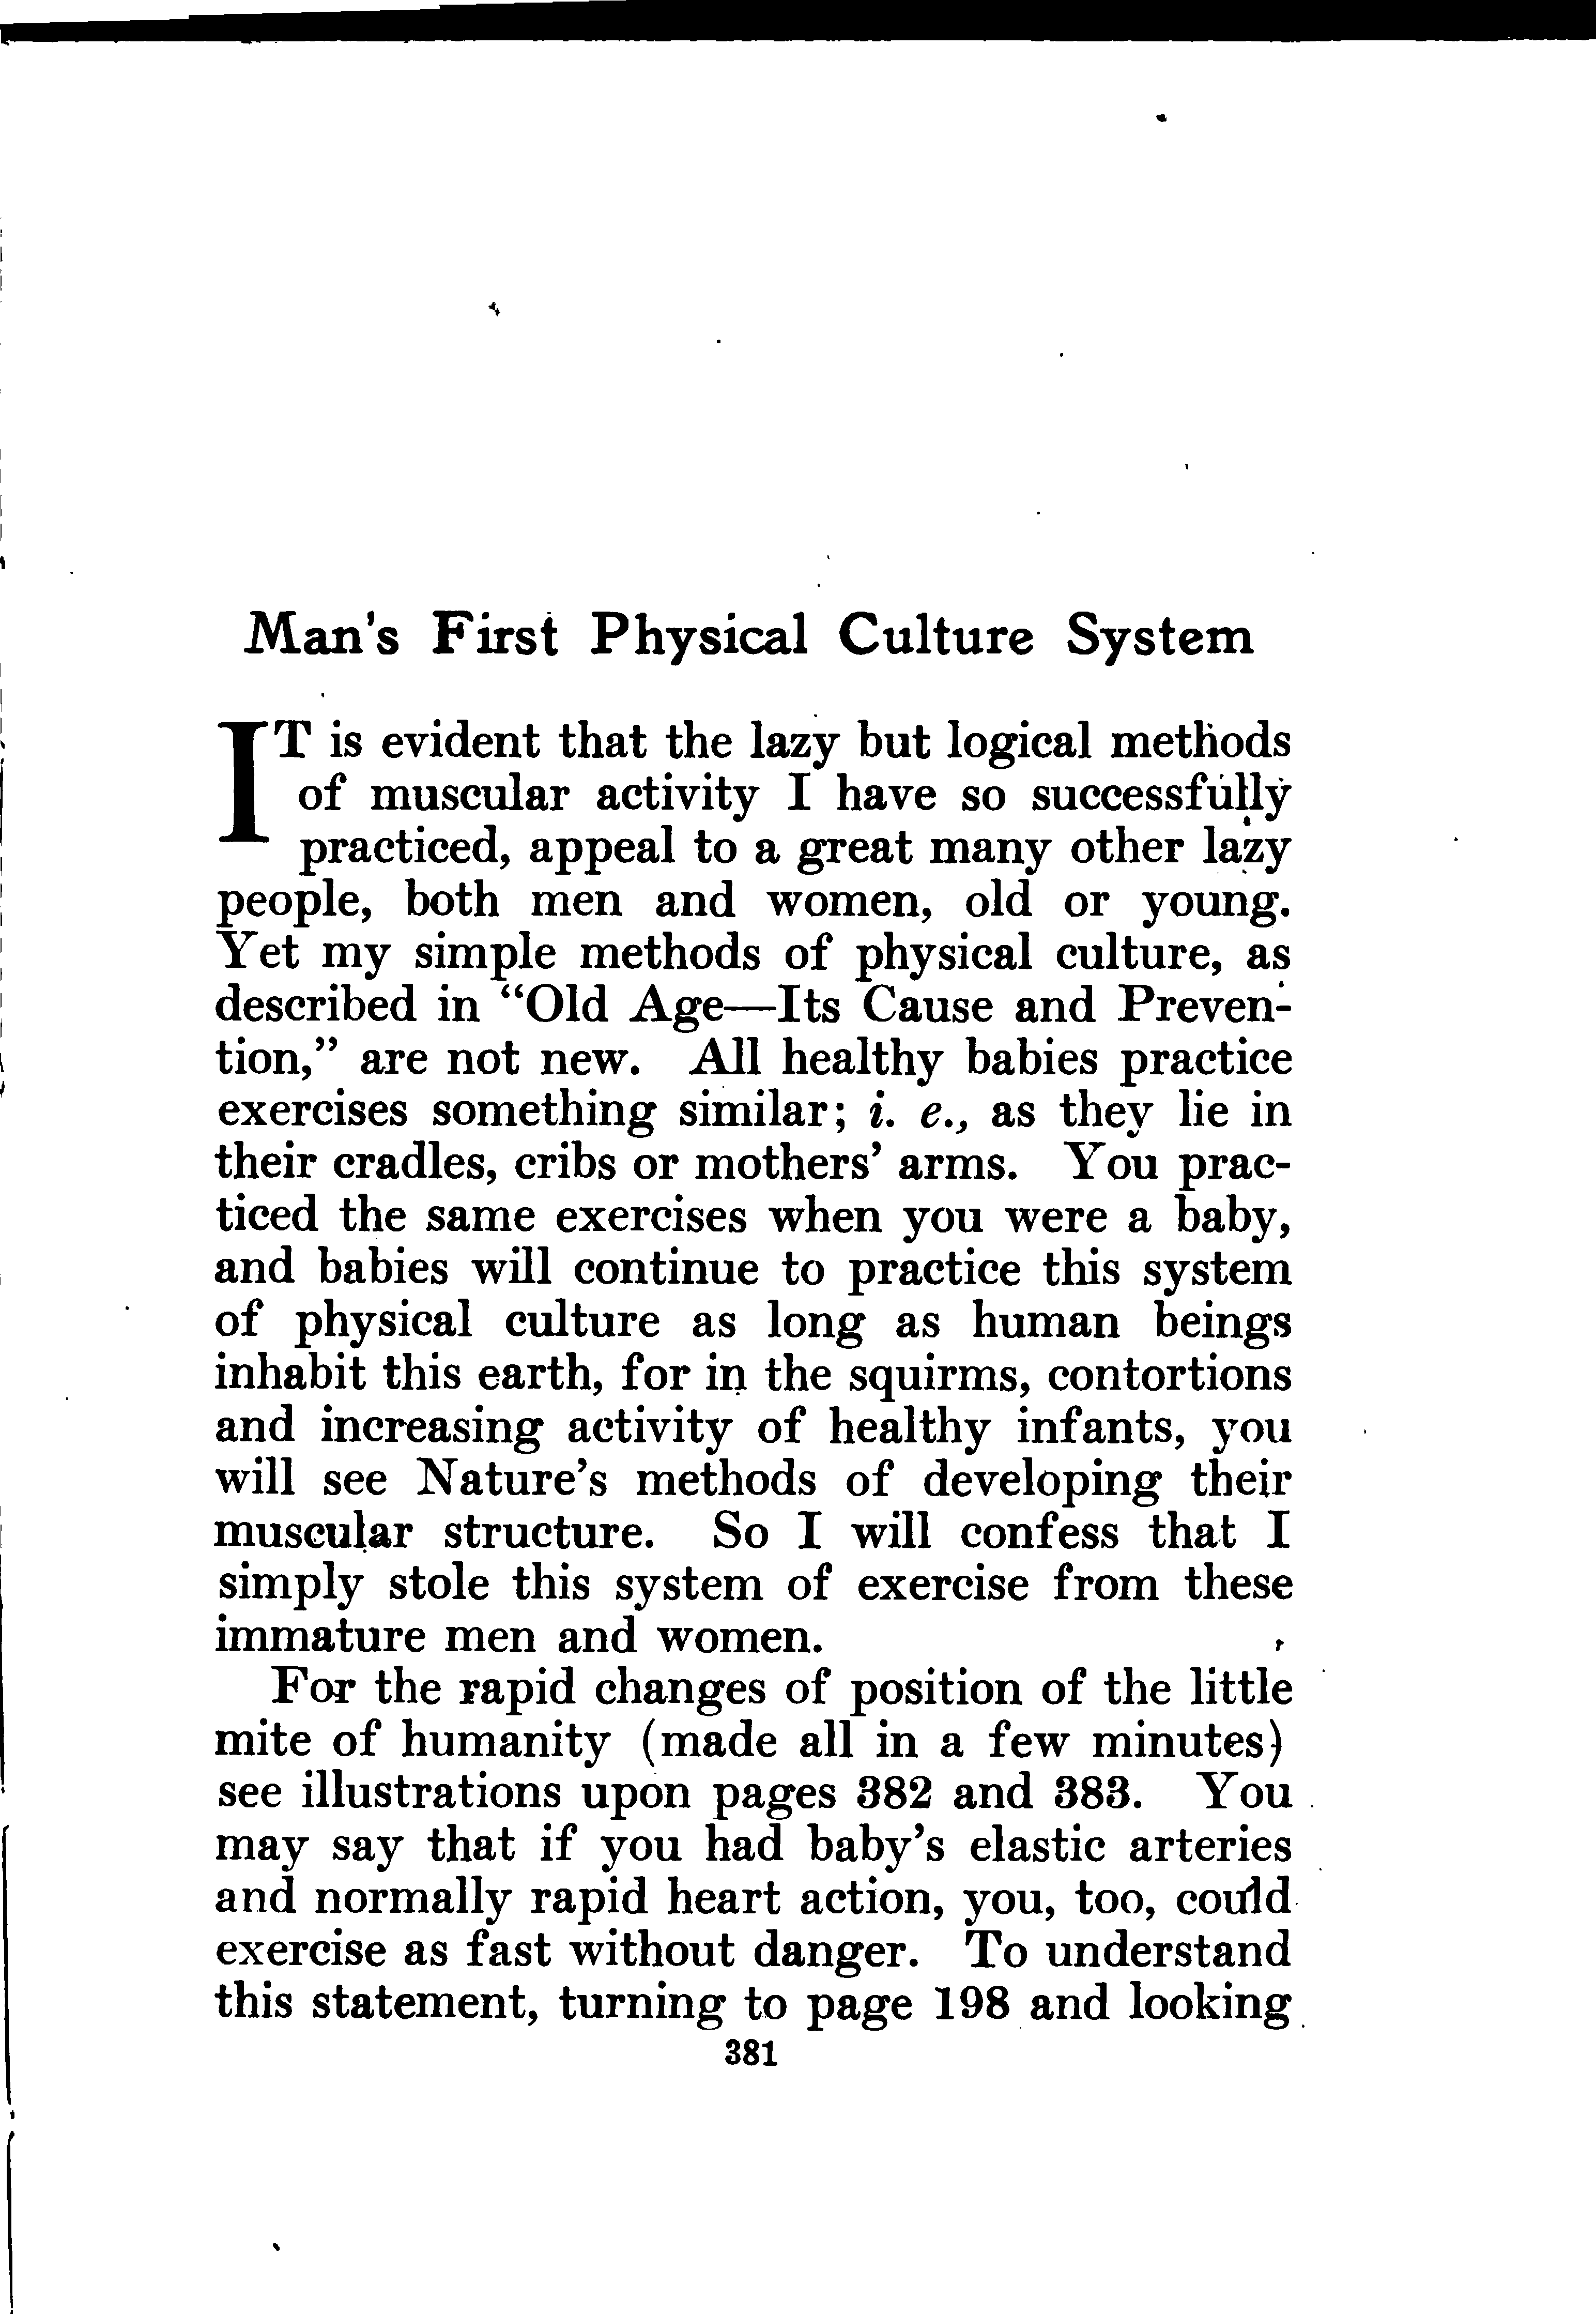 Man's First Physical Culture System
IT is evident that the lazy but logical methods
of muscular activity I have so successfully
practiced, appeal to a great many other lazy
people, both men and women, old or young.
Yet my simple methods of physical culture, as
described in “Old Age—Its Cause and Preven-
tion,” are not new. All healthy babies practice
exercises something similar; i. e., as they lie in
their cradles, cribs or mothers’ arms. You prac-
ticed the same exercises when you were a baby,
and babies will continue to practice this system
of physical culture as long as human beings
inhabit this earth, for in the squirms, contortions
and increasing activity of healthy infants, you
will see Nature’s methods of developing their
muscular structure. So I will confess that I
simply stole this system of exercise from these
immature men and women.
For the rapid changes of position of the little
mite of humanity (made all in a few minutes)
see illustrations upon pages 382 and 383. You
may say that if you had baby’s elastic arteries
and normally rapid heart action, you, too, could
exercise as fast without danger. To understand
this statement, turning to page 198 and looking
381